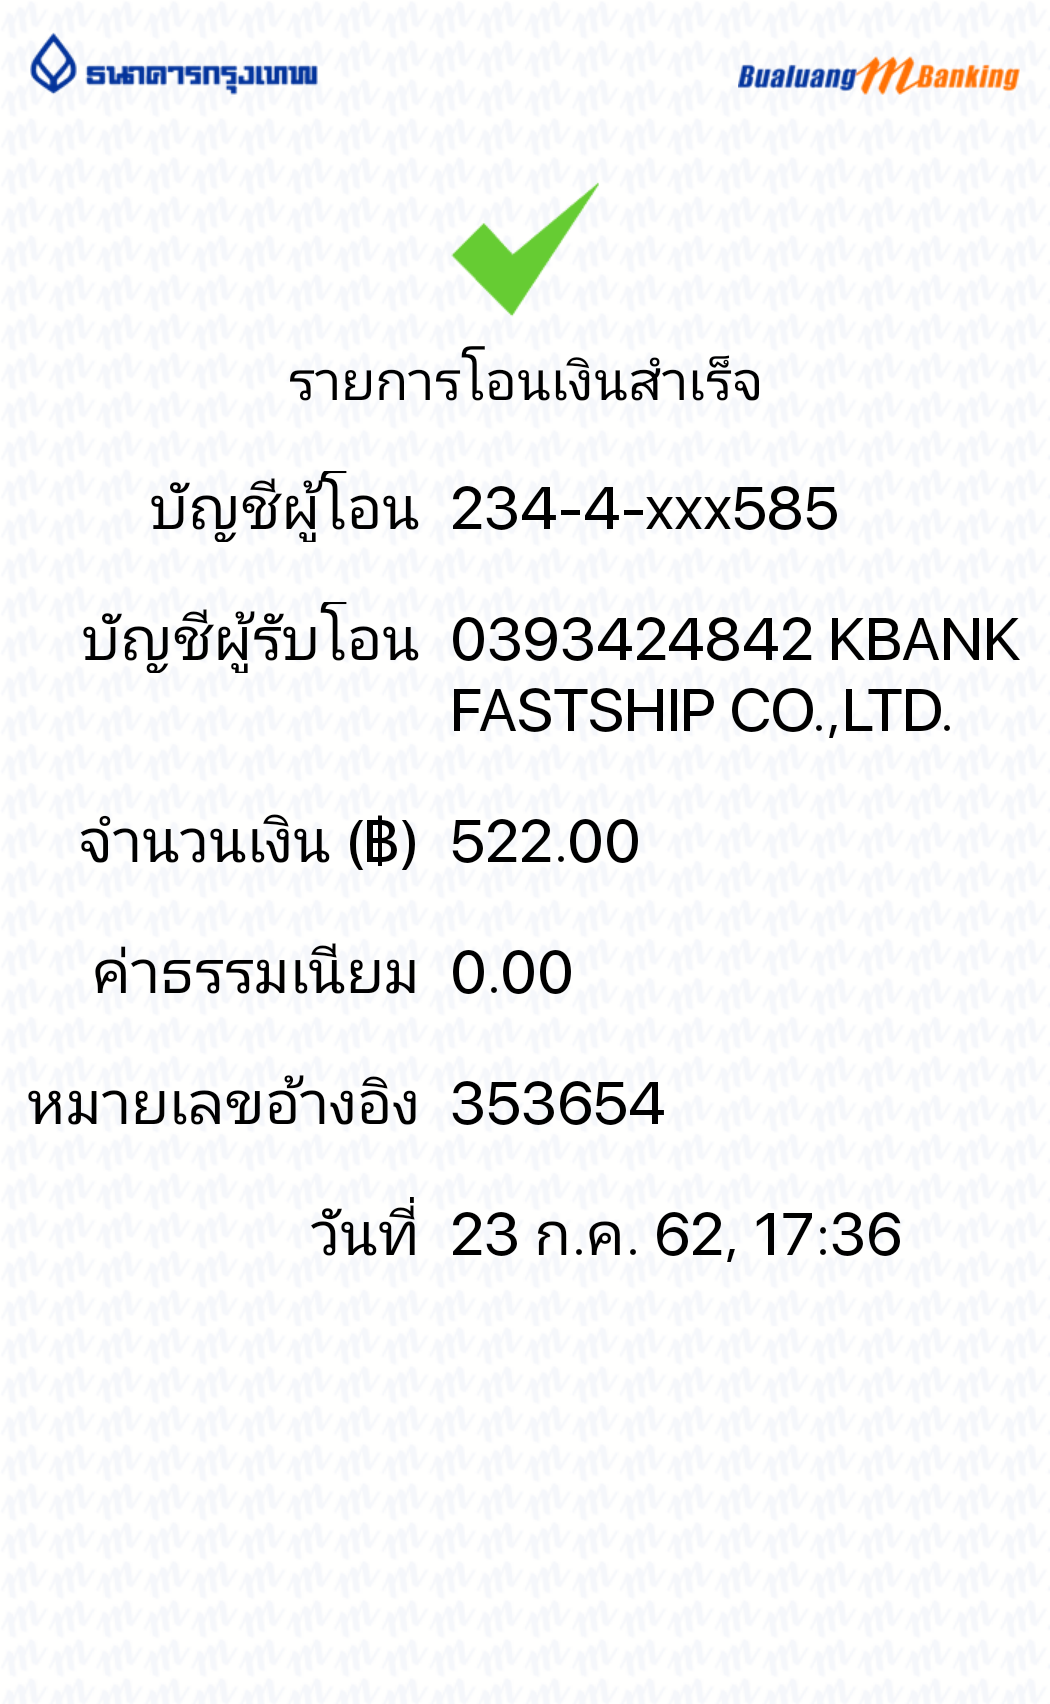 ธนาคารกรุงเทพ
Bualuang mBanking
รายการโอนเงินสำเร็จ
บัญชีผู้โอน 234-4-xxx585
บัญชีผู้รับโอน 0393424842 KBANK
FASTSHIP CO.,LTD.
จำนวนเงิน (฿) 522.00
ค่าธรรมเนียม 0.00
หมายเลขอ้างอิง 353654
วันที่ 23 ก.ค. 62, 17:36